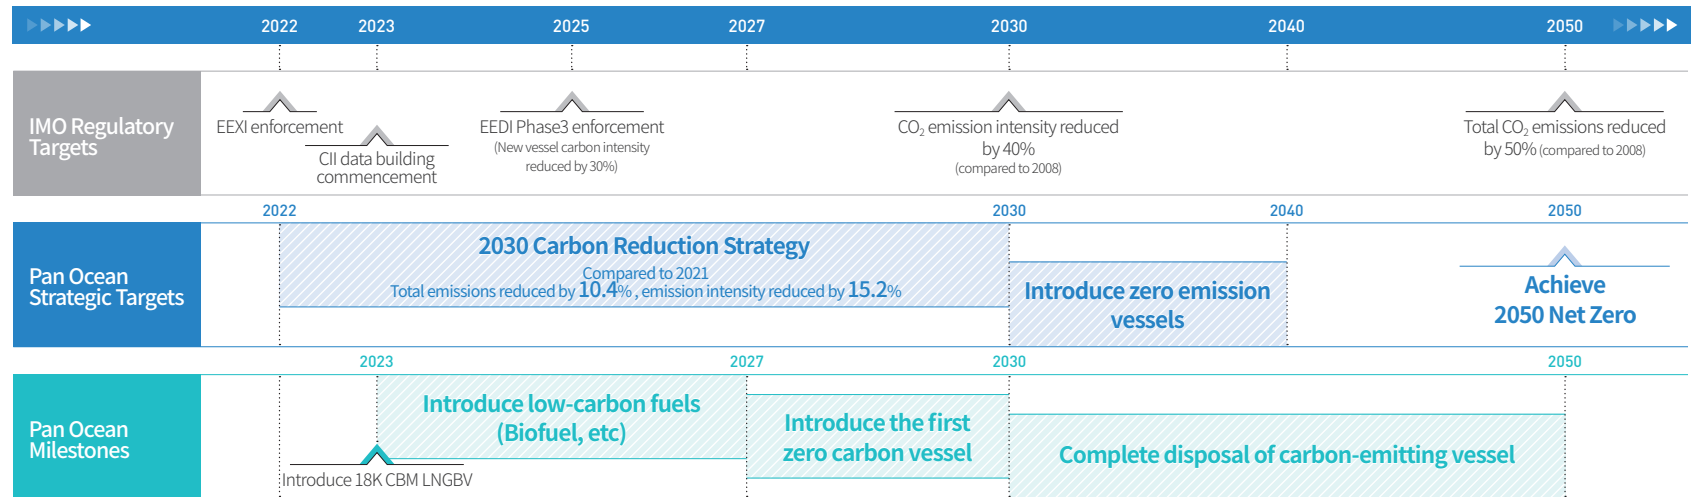 2022 2023 2025 2027 2030 2040 2050
IMO Regulatory
Targets
EEXI enforcement
CII data building
commencement
EEDI Phase3 enforcement
(New vessel carbon intensity
reduced by 30%)
CO₂ emission intensity reduced
by 40%
(compared to 2008)
Total CO₂ emissions reduced
by 50% (compared to 2008)
2022 2030 2040 2050
Pan Ocean
Strategic Targets
2030 Carbon Reduction Strategy
Compared to 2021
Total emissions reduced by 10.4% , emission intensity reduced by 15.2%
Introduce zero emission
vessels
Achieve
2050 Net Zero
2023 2027 2030 2050
Pan Ocean
Milestones
Introduce low-carbon fuels
(Biofuel, etc)
Introduce 18K CBM LNGBV
Introduce the first
zero carbon vessel
Complete disposal of carbon-emitting vessel